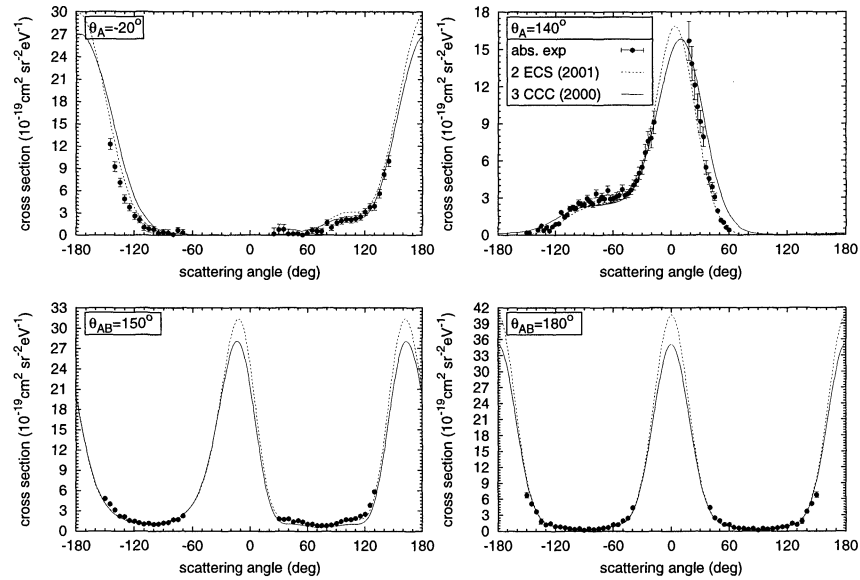 θA=-20°
30
27
24
21
18
15
12
9
6
3
0
cross section (10⁻¹⁹cm² sr⁻²eV⁻¹)
-180 -120 -60 0 60 120 180
scattering angle (deg)
θA=140°
abs. exp
2 ECS (2001)
3 CCC (2000)
18
15
12
9
6
3
0
cross section (10⁻¹⁹cm² sr⁻²eV⁻¹)
-180 -120 -60 0 60 120 180
scattering angle (deg)
θAB=150°
33
30
27
24
21
18
15
12
9
6
3
0
cross section (10⁻¹⁹cm² sr⁻²eV⁻¹)
-180 -120 -60 0 60 120 180
scattering angle (deg)
θAB=180°
42
39
36
33
30
27
24
21
18
15
12
9
6
3
0
cross section (10⁻¹⁹cm² sr⁻²eV⁻¹)
-180 -120 -60 0 60 120 180
scattering angle (deg)